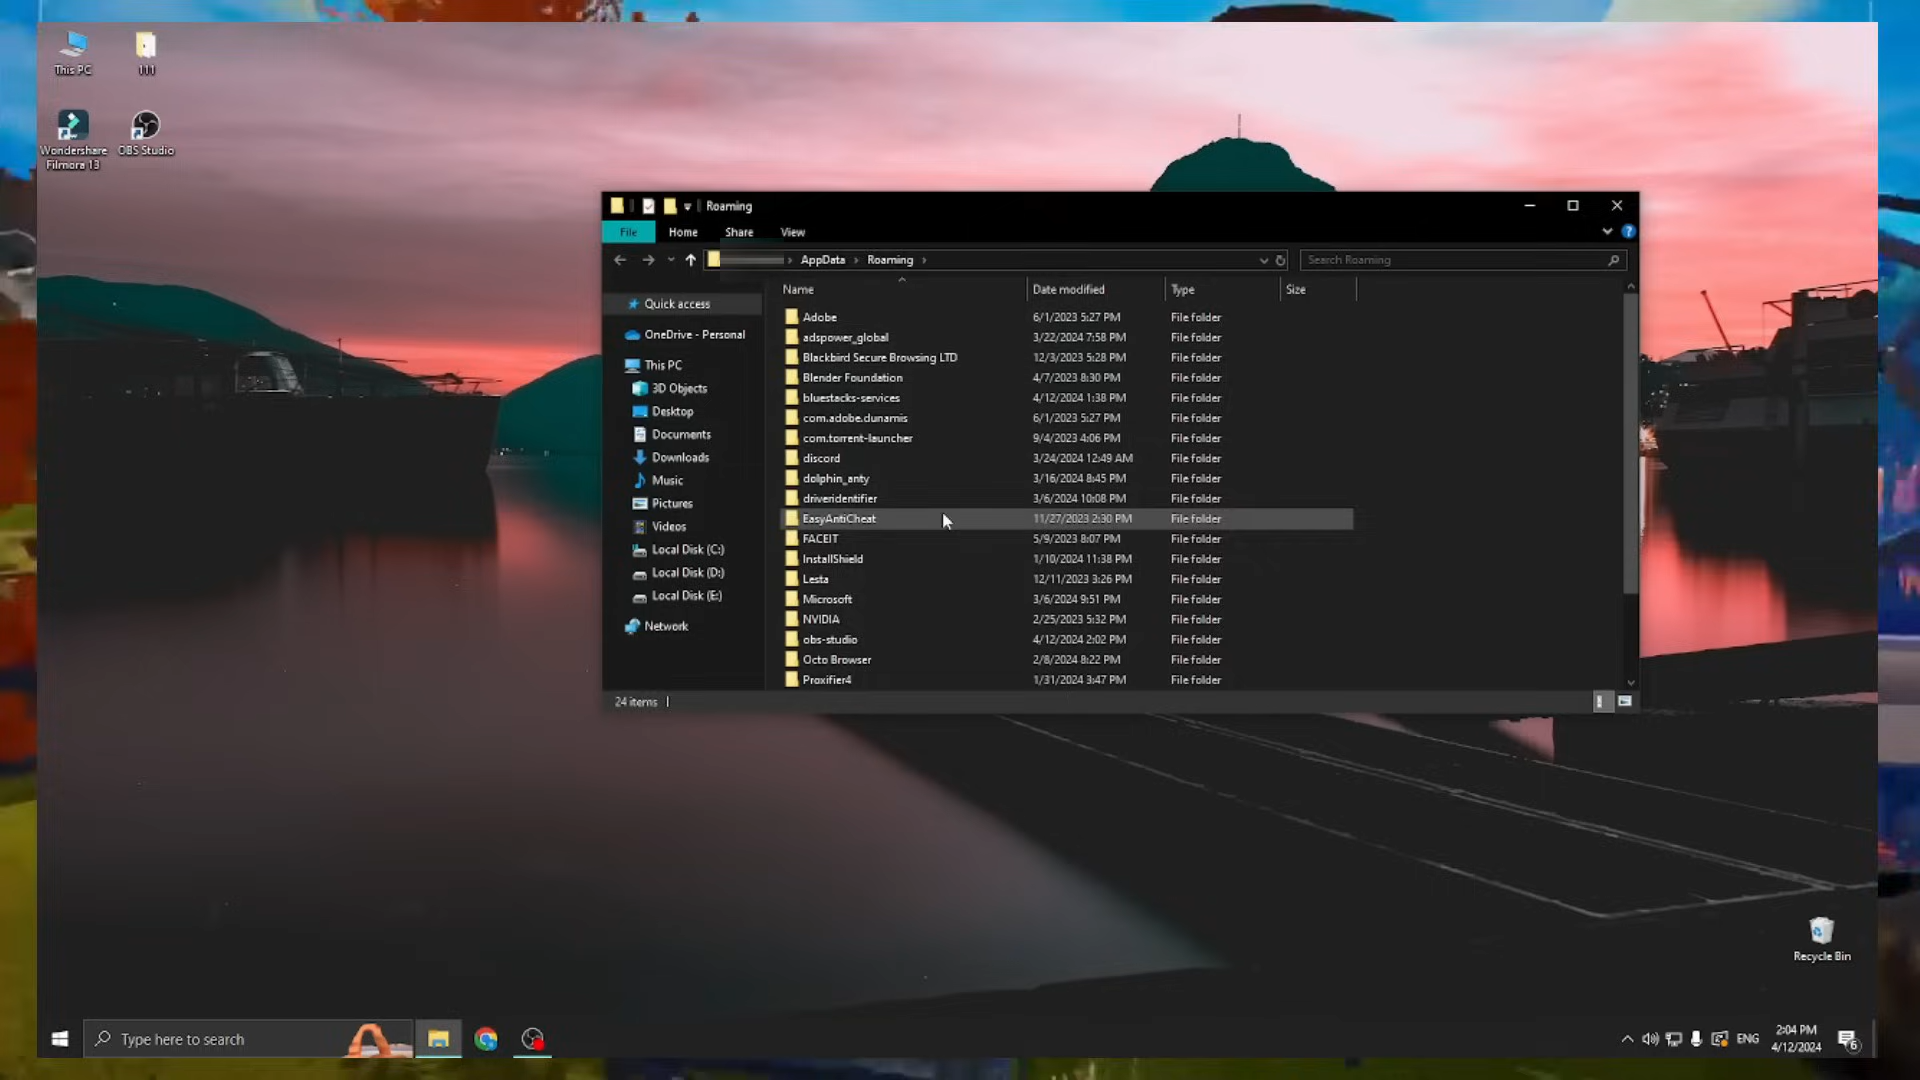 This PC
111
Wondershare
Filmora 13
OBS Studio
Roaming
File Home Share View
AppData Roaming
Search Roaming
Name Date modified Type Size
Quick access
OneDrive - Personal
This PC
3D Objects
Desktop
Documents
Downloads
Music
Pictures
Videos
Local Disk (C:)
Local Disk (D:)
Local Disk (E:)
Network
Adobe 6/1/2023 5:27 PM File folder
adspower_global 3/22/2024 7:58 PM File folder
Blackbird Secure Browsing LTD 12/3/2023 5:28 PM File folder
Blender Foundation 4/7/2023 8:30 PM File folder
bluestacks-services 4/12/2024 1:38 PM File folder
com.adobe.dunamis 6/1/2023 5:27 PM File folder
com.torrent-launcher 9/4/2023 4:06 PM File folder
discord 3/24/2024 12:49 AM File folder
dolphin_anty 3/16/2024 8:45 PM File folder
driveridentifier 3/6/2024 10:08 PM File folder
EasyAntiCheat 11/27/2023 2:30 PM File folder
FACEIT 5/9/2023 8:07 PM File folder
InstallShield 1/10/2024 11:38 PM File folder
Lesta 12/11/2023 3:26 PM File folder
Microsoft 3/6/2024 9:51 PM File folder
NVIDIA 2/25/2023 5:32 PM File folder
obs-studio 4/12/2024 2:02 PM File folder
Octo Browser 2/8/2024 8:22 PM File folder
Proxifier4 1/31/2024 3:47 PM File folder
24 items
Recycle Bin
Type here to search
ENG
2:04 PM
4/12/2024
6